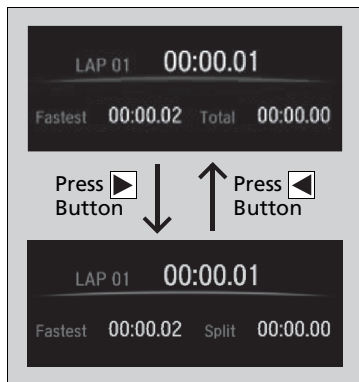 LAP 01 00:00.01
Fastest 00:00.02 Total 00:00.00
Press ▶ Press ◀
Button Button
LAP 01 00:00.01
Fastest 00:00.02 Split 00:00.00